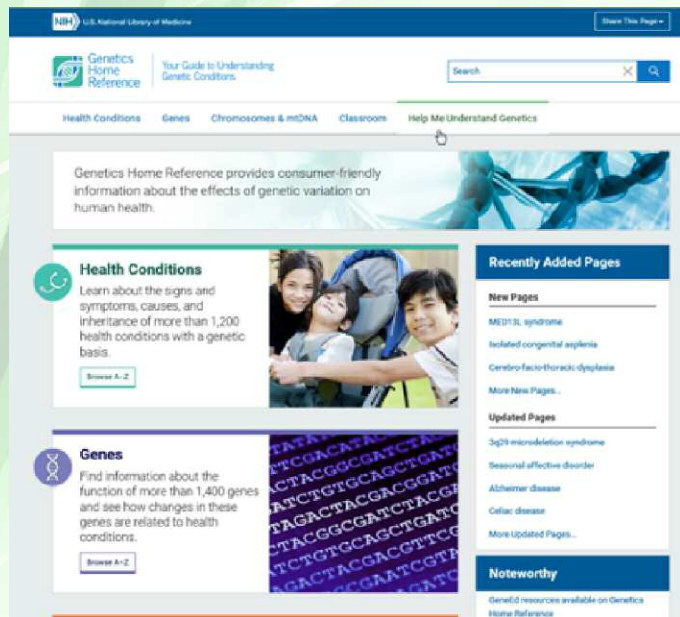 NIH U.S. National Library of Medicine
Share This Page
Genetics
Home
Reference
Your Guide to Understanding
Genetic Conditions
Search
Health Conditions Genes Chromosomes & mtDNA Classroom Help Me Understand Genetics
Genetics Home Reference provides consumer-friendly
information about the effects of genetic variation on
human health.
Health Conditions
Learn about the signs and
symptoms, causes, and
inheritance of more than 1,200
health conditions with a genetic
basis.
Browse A–Z
Genes
Find information about the
function of more than 1,400 genes
and see how changes in these
genes are related to health
conditions.
Browse A–Z
Recently Added Pages
New Pages
MED13L syndrome
Isolated congenital asplenia
Cerebro-facio-thoracic dysplasia
More New Pages...
Updated Pages
3q29 microdeletion syndrome
Seasonal affective disorder
Alzheimer disease
Celiac disease
More Updated Pages...
Noteworthy
GeneEd resources available on Genetics
Home Reference